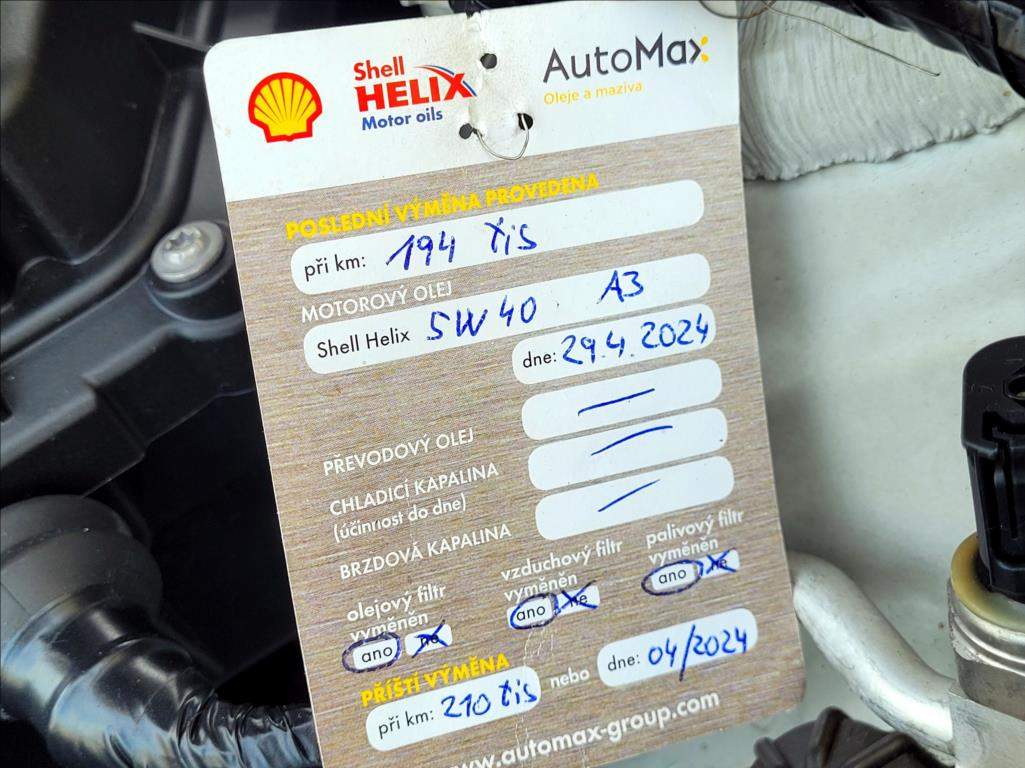 Shell
HELIX
Motor oils
AutoMax
Oleje a maziva
POSLEDNÍ VÝMĚNA PROVEDENA
při km: 194 tis
MOTOROVÝ OLEJ
Shell Helix 5W40 A3
dne: 29.4.2024
PŘEVODOVÝ OLEJ —
CHLADICÍ KAPALINA —
(účinnost do dne)
BRZDOVÁ KAPALINA —
olejový filtr
vyměněn
ano ne
vzduchový filtr
vyměněn
ano ne
palivový filtr
vyměněn
ano ne
PŘÍŠTÍ VÝMĚNA
při km: 210 tis nebo dne: 04/2024
www.automax-group.com